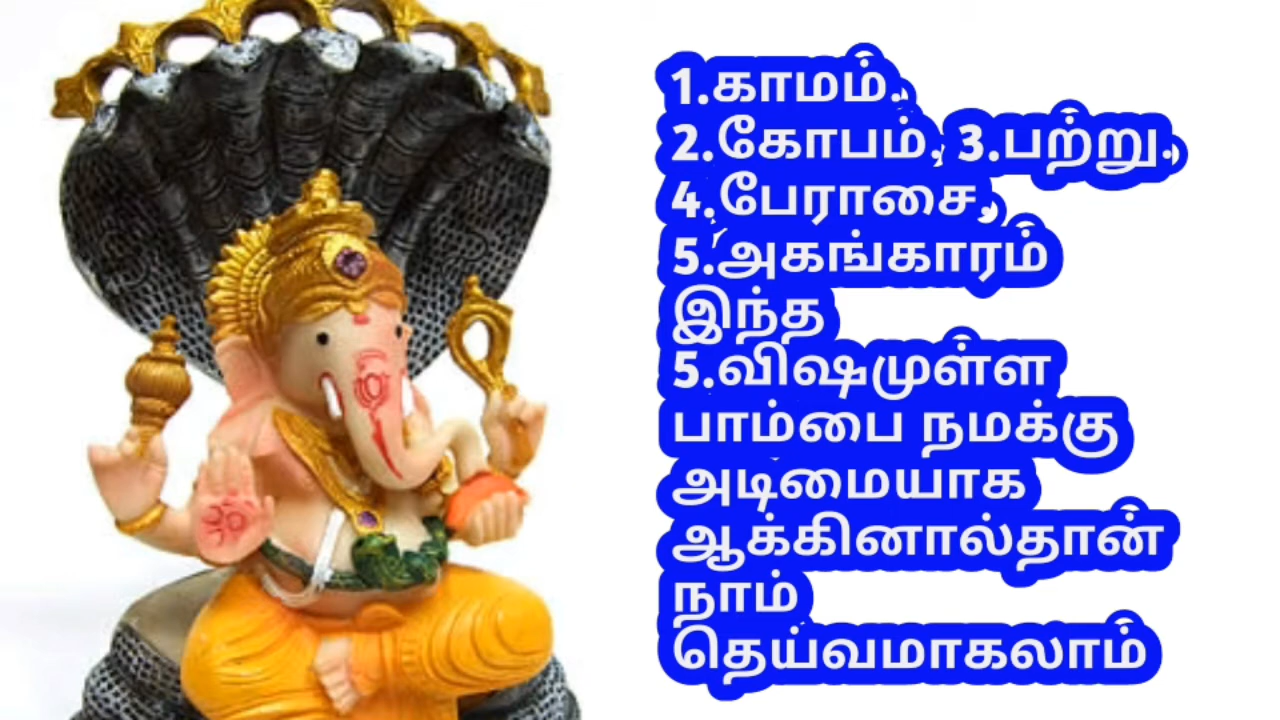 1.காமம்.
2.கோபம், 3.பற்று.
4.பேராசை,
5.அகங்காரம்
இந்த
5.விஷமுள்ள
பாம்பை நமக்கு
அடிமையாக
ஆக்கினால்தான்
நாம்
தெய்வமாகலாம்